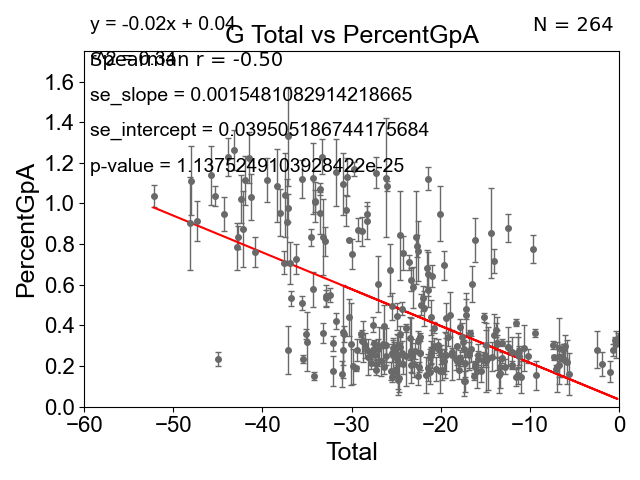 y = -0.02x + 0.04
N = 264
G Total vs PercentGpA
Spearman r = -0.50
se_slope = 0.0015481082914218665
se_intercept = 0.039505186744175684
p-value = 1.1375249103928422e-25
PercentGpA
1.6
1.4
1.2
1.0
0.8
0.6
0.4
0.2
0.0
−60 −50 −40 −30 −20 −10 0
Total